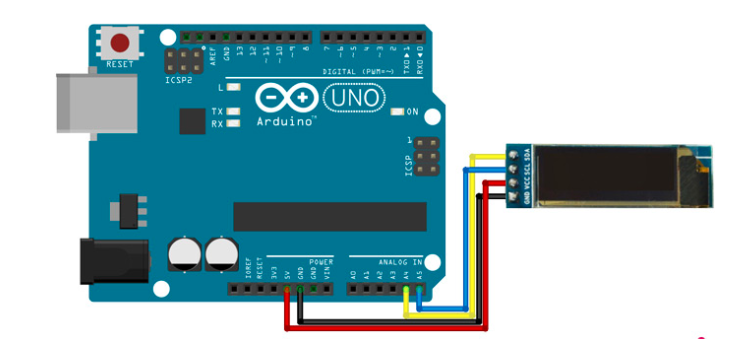 RESET
ICSP2
AREF
GND
13
12
~11
~10
~9
8
7
~6
~5
4
~3
2
TXO▶1
RXO◀0
DIGITAL (PWM=~)
L
TX
RX
UNO
ON
Arduino™
1
ICSP
SDA
SCL
VCC
GND
POWER
ANALOG IN
IOREF
RESET
3V3
5V
GND
GND
VIN
A0
A1
A2
A3
A4
A5